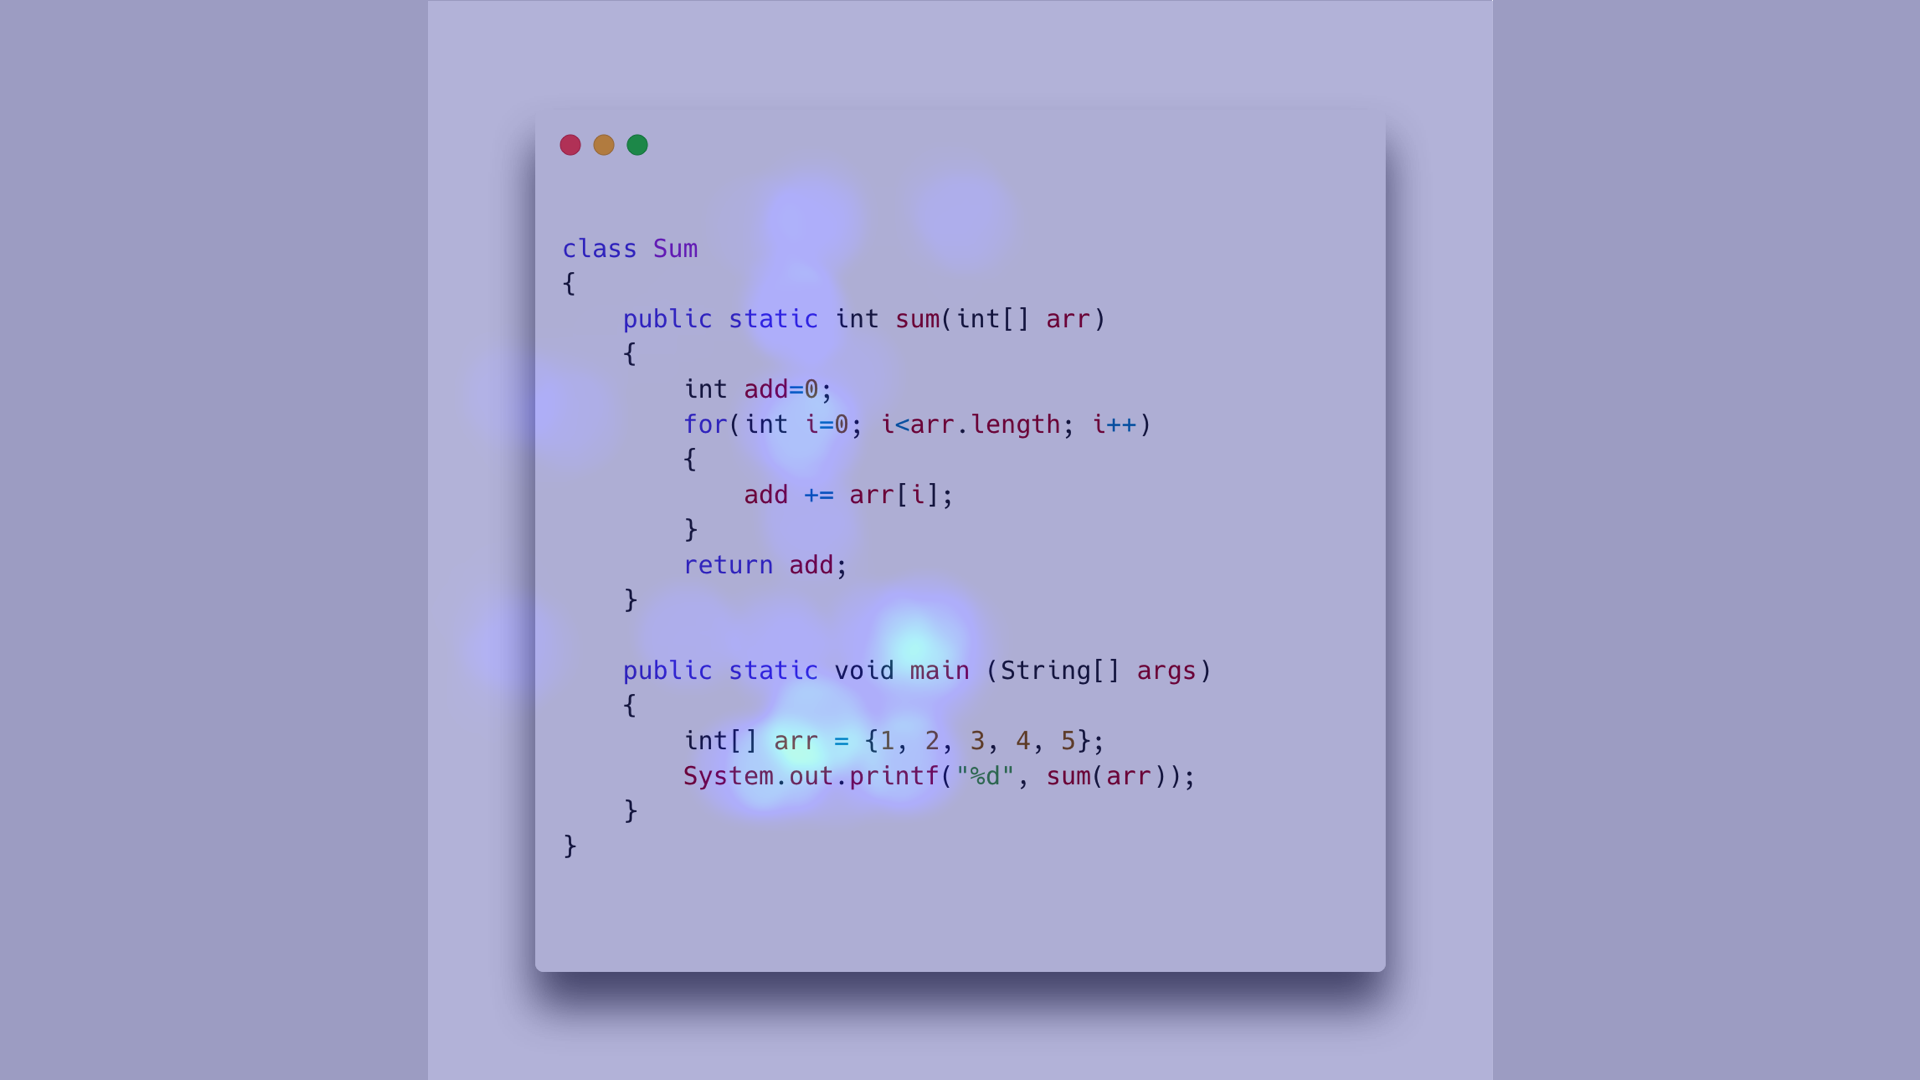 class Sum
{
    public static int sum(int[] arr)
    {
        int add=0;
        for(int i=0; i<arr.length; i++)
        {
            add += arr[i];
        }
        return add;
    }

    public static void main (String[] args)
    {
        int[] arr = {1, 2, 3, 4, 5};
        System.out.printf("%d", sum(arr));
    }
}